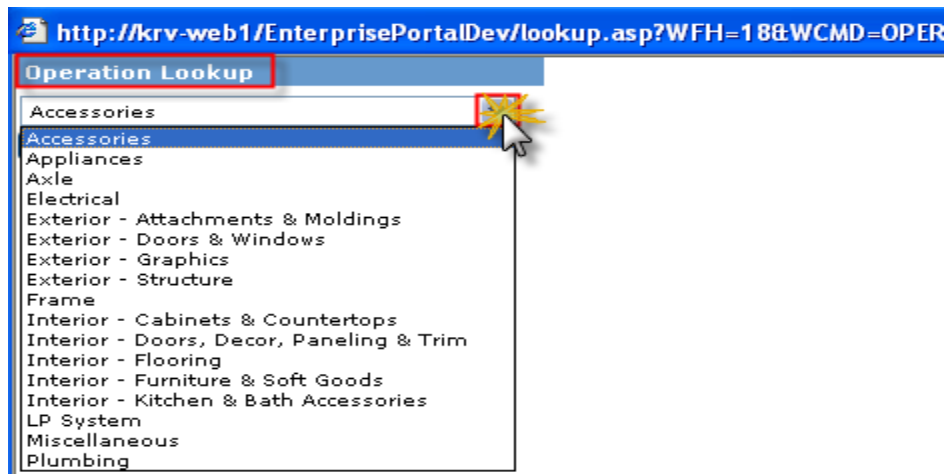 http://krv-web1/EnterprisePortalDev/lookup.asp?WFH=18&WCMD=OPER
Operation Lookup
Accessories
Accessories
Appliances
Axle
Electrical
Exterior - Attachments & Moldings
Exterior - Doors & Windows
Exterior - Graphics
Exterior - Structure
Frame
Interior - Cabinets & Countertops
Interior - Doors, Decor, Paneling & Trim
Interior - Flooring
Interior - Furniture & Soft Goods
Interior - Kitchen & Bath Accessories
LP System
Miscellaneous
Plumbing